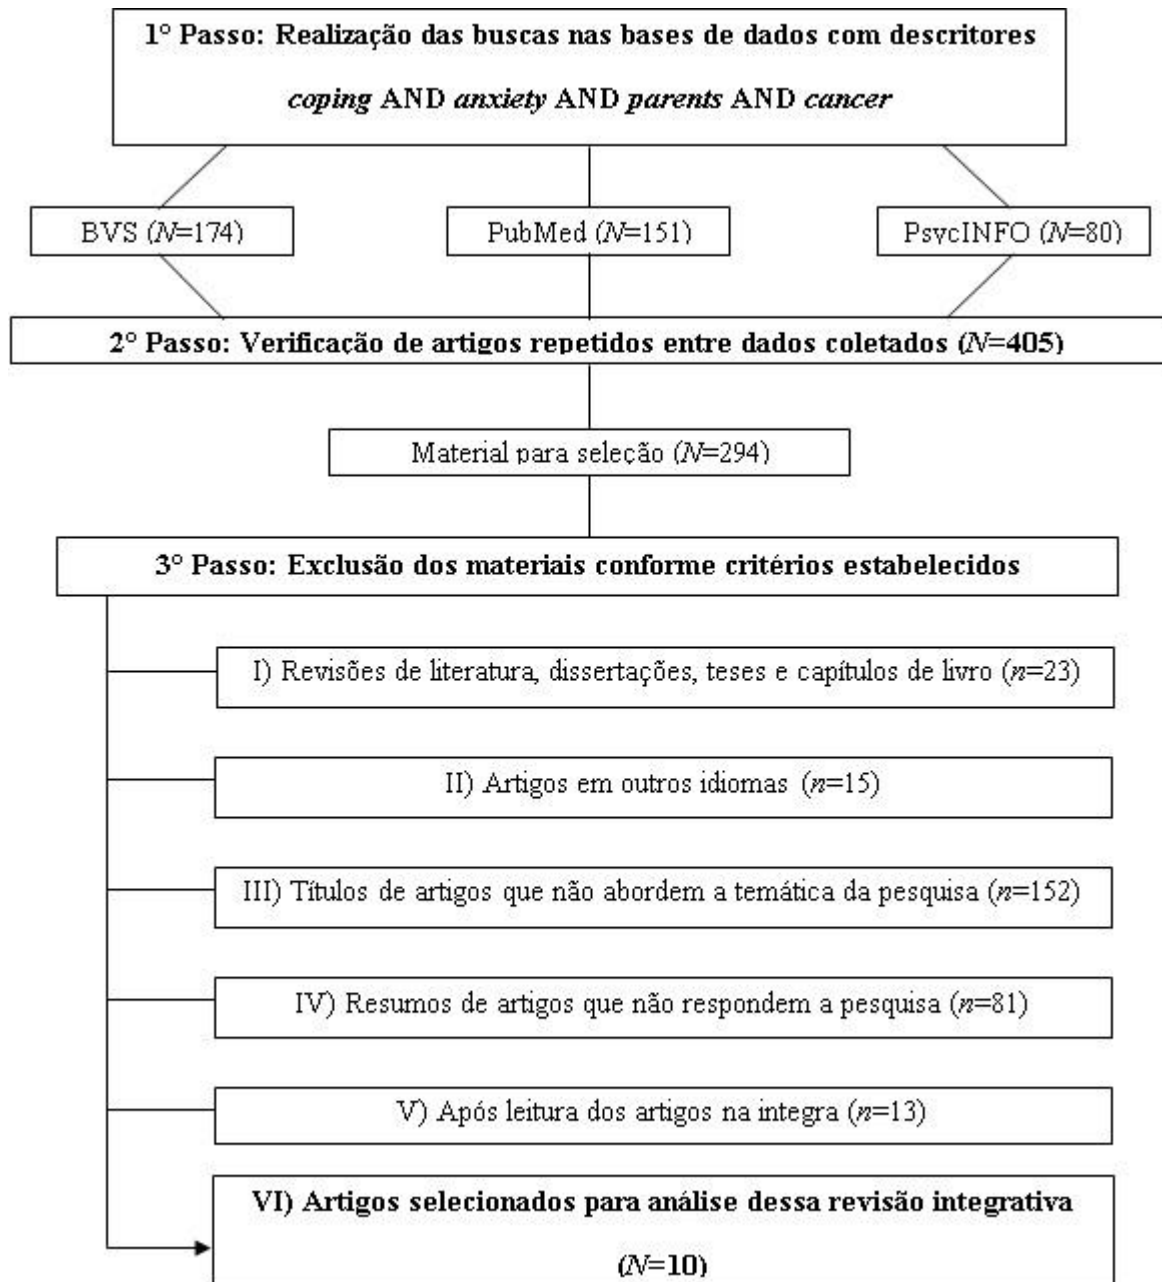 1° Passo: Realização das buscas nas bases de dados com descritores
coping AND anxiety AND parents AND cancer
BVS (N=174)
PubMed (N=151)
PsycINFO (N=80)
2° Passo: Verificação de artigos repetidos entre dados coletados (N=405)
Material para seleção (N=294)
3° Passo: Exclusão dos materiais conforme critérios estabelecidos
I) Revisões de literatura, dissertações, teses e capítulos de livro (n=23)
II) Artigos em outros idiomas (n=15)
III) Títulos de artigos que não abordem a temática da pesquisa (n=152)
IV) Resumos de artigos que não respondem a pesquisa (n=81)
V) Após leitura dos artigos na integra (n=13)
VI) Artigos selecionados para análise dessa revisão integrativa
(N=10)